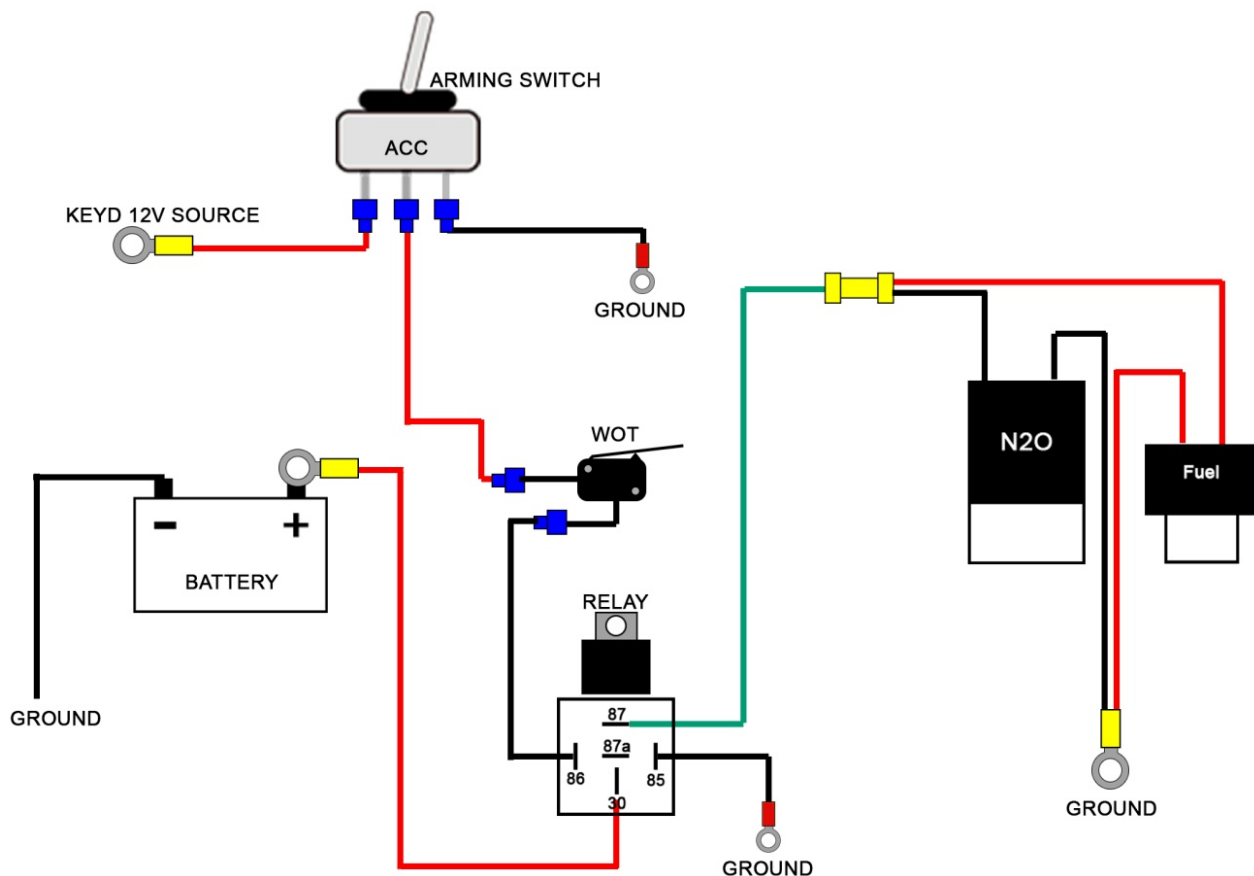 ARMING SWITCH
ACC
KEYD 12V SOURCE
GROUND
WOT
N2O
Fuel
- +
BATTERY
RELAY
GROUND
87
87a
86
85
30
GROUND
GROUND